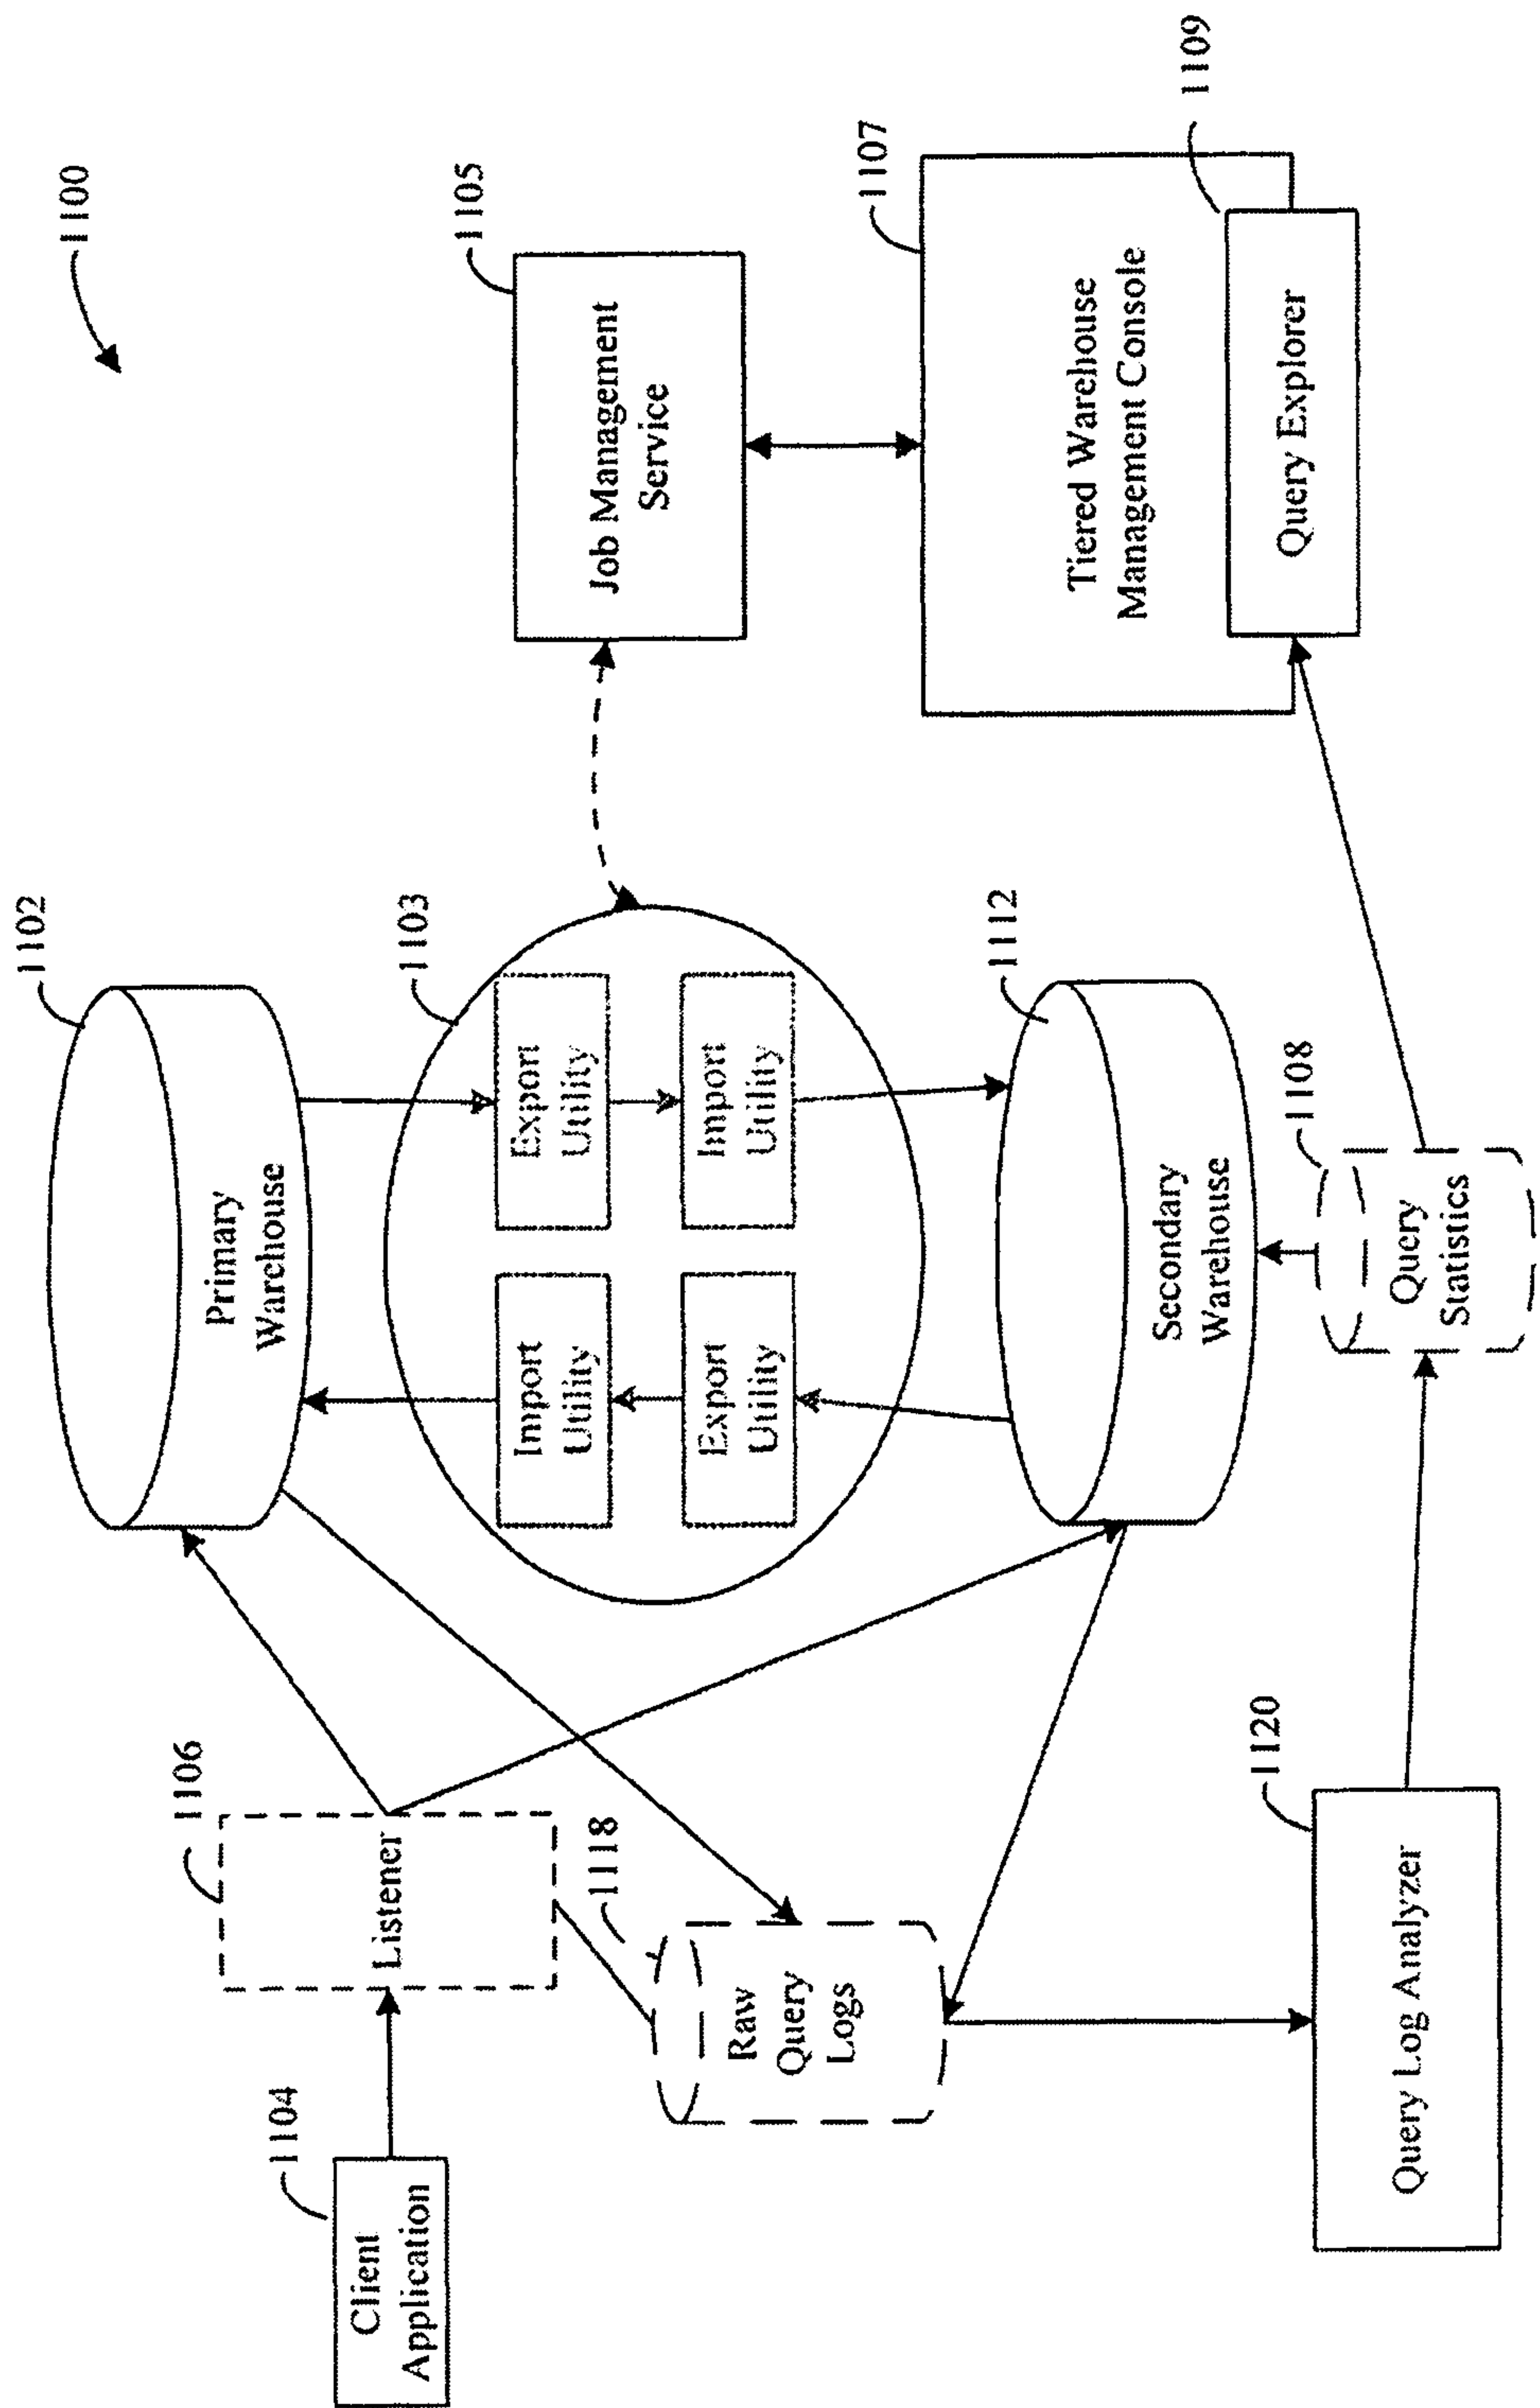 1100
1102
Primary
Warehouse
1103
Import
Utility
Export
Utility
Export
Utility
Import
Utility
1105
Job Management
Service
1106
Listener
1104
Client
Application
1118
Raw
Query
Logs
1112
Secondary
Warehouse
1107
Tiered Warehouse
Management Console
1109
Query Explorer
1108
Query
Statistics
1120
Query Log Analyzer